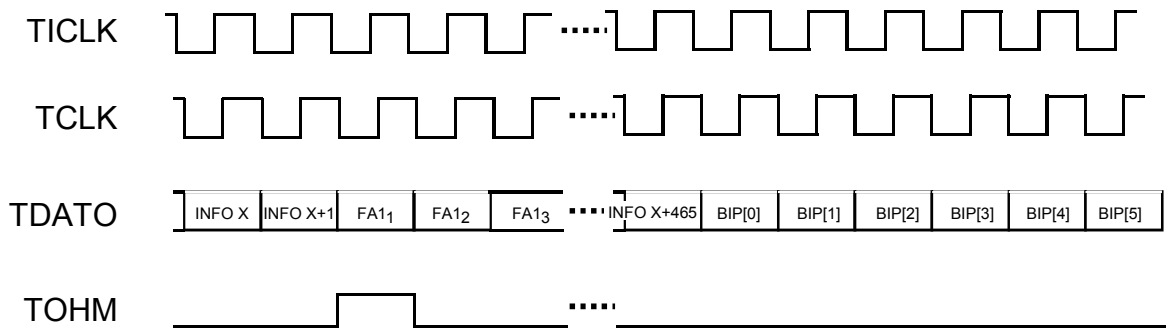 TICLK
TCLK
TDATO INFO X INFO X+1 FA1₁ FA1₂ FA1₃ INFO X+465 BIP[0] BIP[1] BIP[2] BIP[3] BIP[4] BIP[5]
TOHM